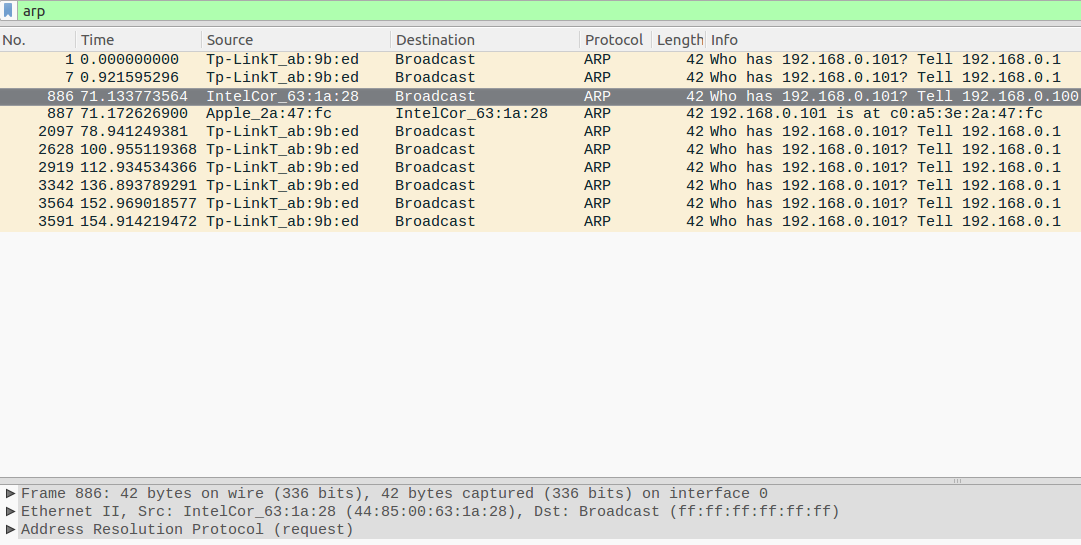 arp
No. Time Source Destination Protocol Length Info
1 0.000000000 Tp-LinkT_ab:9b:ed Broadcast ARP 42 Who has 192.168.0.101? Tell 192.168.0.1
7 0.921595296 Tp-LinkT_ab:9b:ed Broadcast ARP 42 Who has 192.168.0.101? Tell 192.168.0.1
886 71.133773564 IntelCor_63:1a:28 Broadcast ARP 42 Who has 192.168.0.101? Tell 192.168.0.100
887 71.172626900 Apple_2a:47:fc IntelCor_63:1a:28 ARP 42 192.168.0.101 is at c0:a5:3e:2a:47:fc
2097 78.941249381 Tp-LinkT_ab:9b:ed Broadcast ARP 42 Who has 192.168.0.101? Tell 192.168.0.1
2628 100.955119368 Tp-LinkT_ab:9b:ed Broadcast ARP 42 Who has 192.168.0.101? Tell 192.168.0.1
2919 112.934534366 Tp-LinkT_ab:9b:ed Broadcast ARP 42 Who has 192.168.0.101? Tell 192.168.0.1
3342 136.893789291 Tp-LinkT_ab:9b:ed Broadcast ARP 42 Who has 192.168.0.101? Tell 192.168.0.1
3564 152.969018577 Tp-LinkT_ab:9b:ed Broadcast ARP 42 Who has 192.168.0.101? Tell 192.168.0.1
3591 154.914219472 Tp-LinkT_ab:9b:ed Broadcast ARP 42 Who has 192.168.0.101? Tell 192.168.0.1
Frame 886: 42 bytes on wire (336 bits), 42 bytes captured (336 bits) on interface 0
Ethernet II, Src: IntelCor_63:1a:28 (44:85:00:63:1a:28), Dst: Broadcast (ff:ff:ff:ff:ff:ff)
Address Resolution Protocol (request)